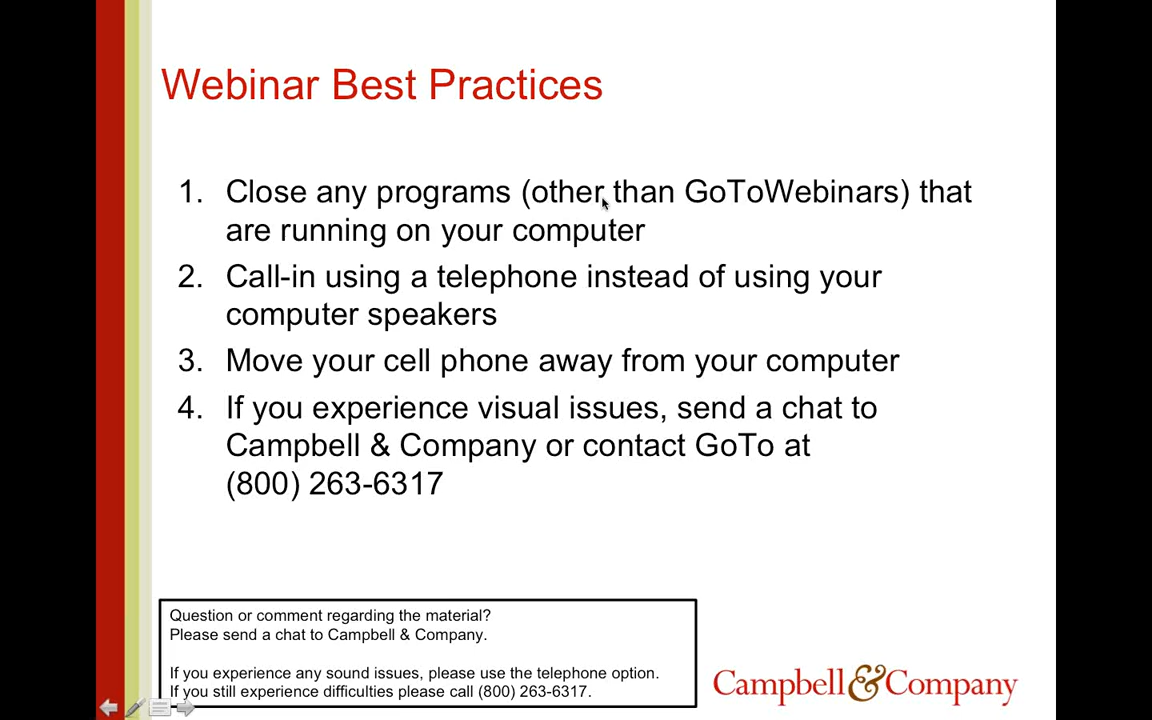 Webinar Best Practices
1. Close any programs (other than GoToWebinars) that
are running on your computer
2. Call-in using a telephone instead of using your
computer speakers
3. Move your cell phone away from your computer
4. If you experience visual issues, send a chat to
Campbell & Company or contact GoTo at
(800) 263-6317
Question or comment regarding the material?
Please send a chat to Campbell & Company.
If you experience any sound issues, please use the telephone option.
If you still experience difficulties please call (800) 263-6317.
Campbell&Company